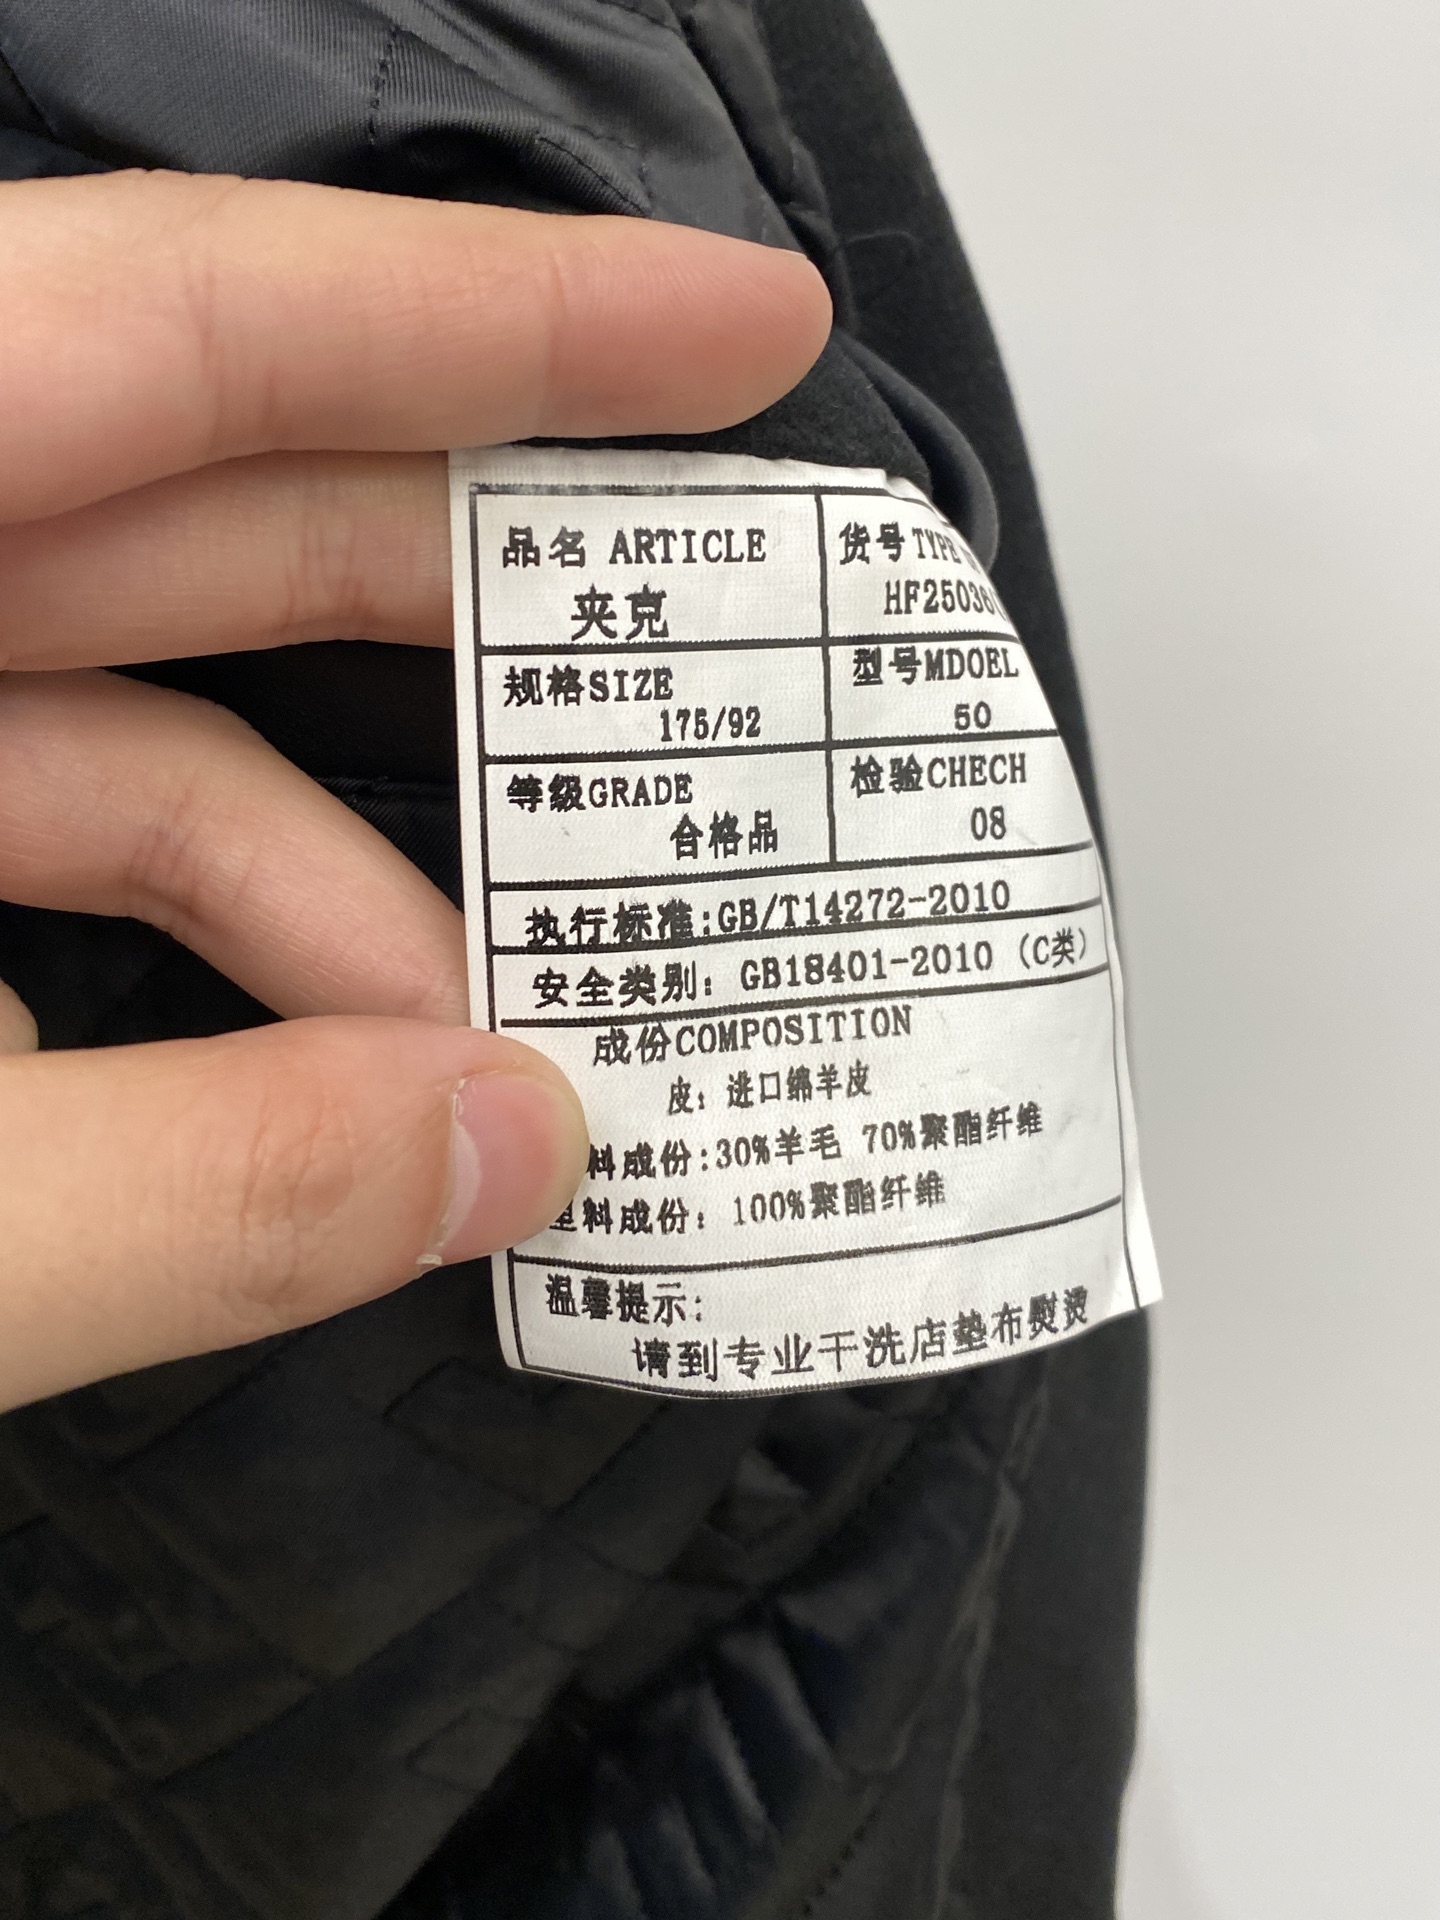 品名 ARTICLE
夹克
货号TYPE
HF25036
规格SIZE
175/92
型号MDOEL
50
等级GRADE
合格品
检验CHECH
08
执行标准:GB/T14272-2010
安全类别: GB18401-2010 (C类)
成份COMPOSITION
皮: 进口绵羊皮
料成份:30%羊毛 70%聚酯纤维
料成份: 100%聚酯纤维
温馨提示:
请到专业干洗店垫布熨烫